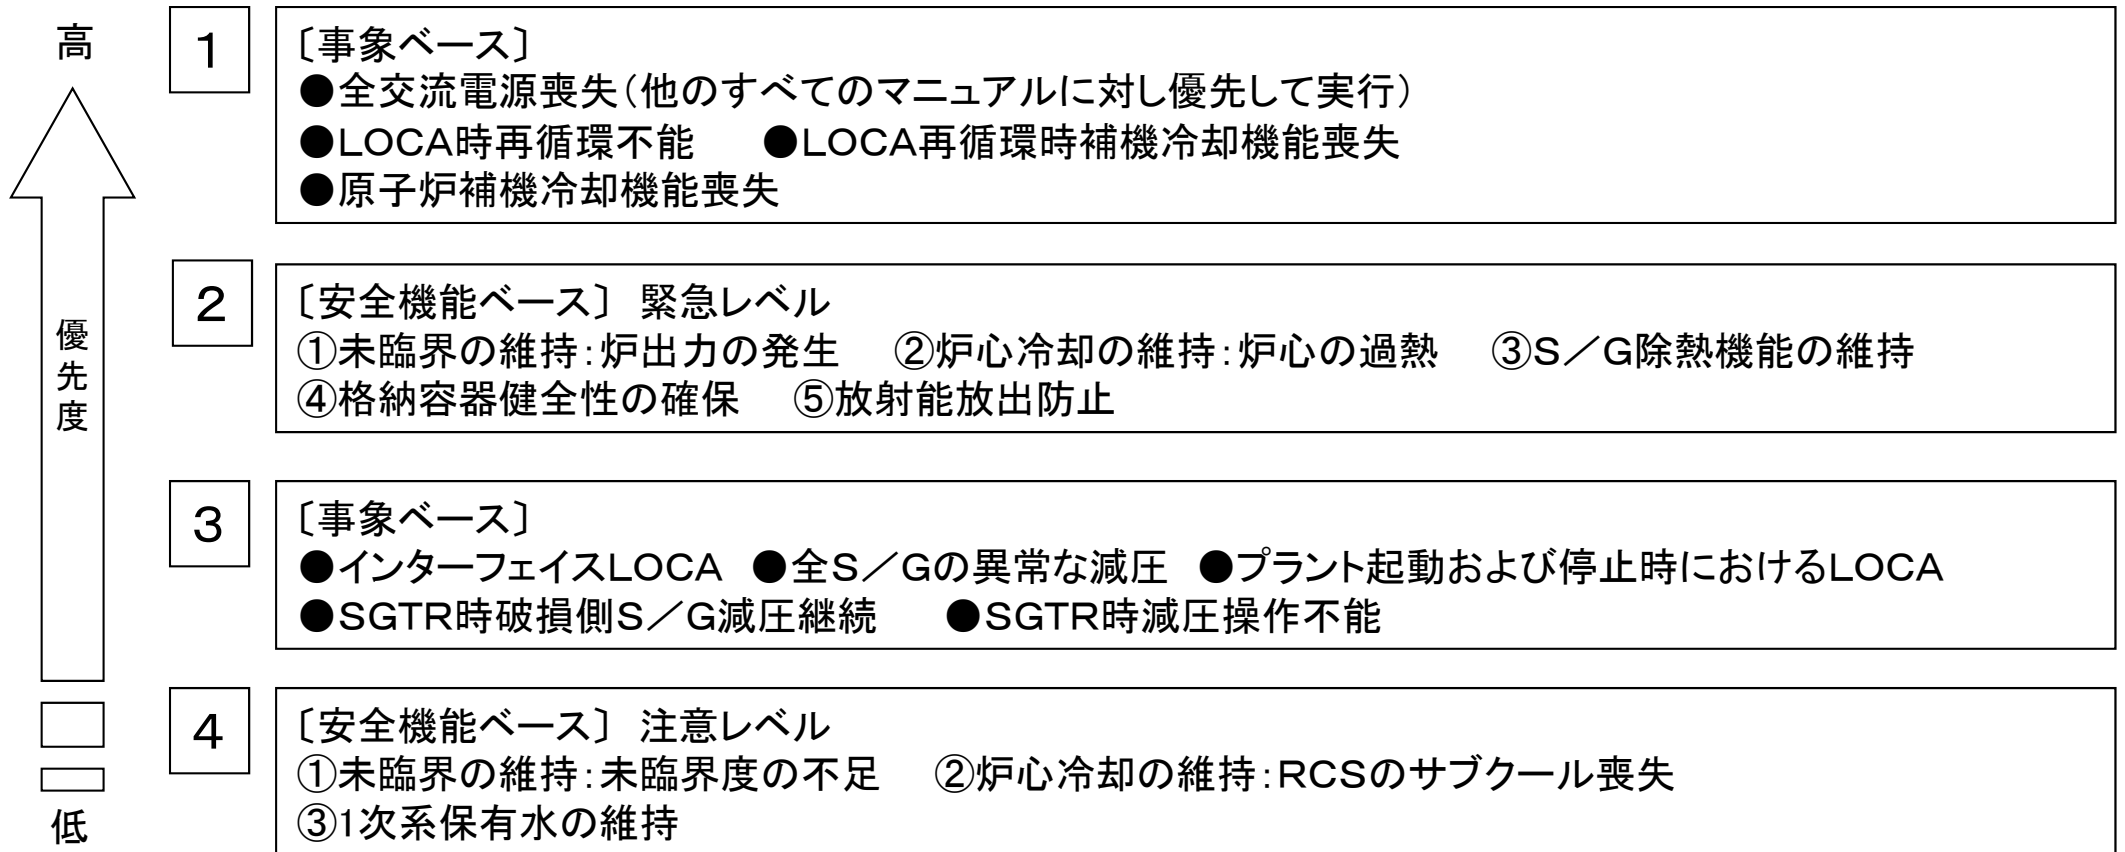 高
優先度
低
1
〔事象ベース〕
●全交流電源喪失（他のすべてのマニュアルに対し優先して実行）
●LOCA時再循環不能　　●LOCA再循環時補機冷却機能喪失
●原子炉補機冷却機能喪失
2
〔安全機能ベース〕　緊急レベル
①未臨界の維持：炉出力の発生　　②炉心冷却の維持：炉心の過熱　　③S／G除熱機能の維持
④格納容器健全性の確保　　⑤放射能放出防止
3
〔事象ベース〕
●インターフェイスLOCA　●全S／Gの異常な減圧　●プラント起動および停止時におけるLOCA
●SGTR時破損側S／G減圧継続　　●SGTR時減圧操作不能
4
〔安全機能ベース〕　注意レベル
①未臨界の維持：未臨界度の不足　　②炉心冷却の維持：RCSのサブクール喪失
③1次系保有水の維持